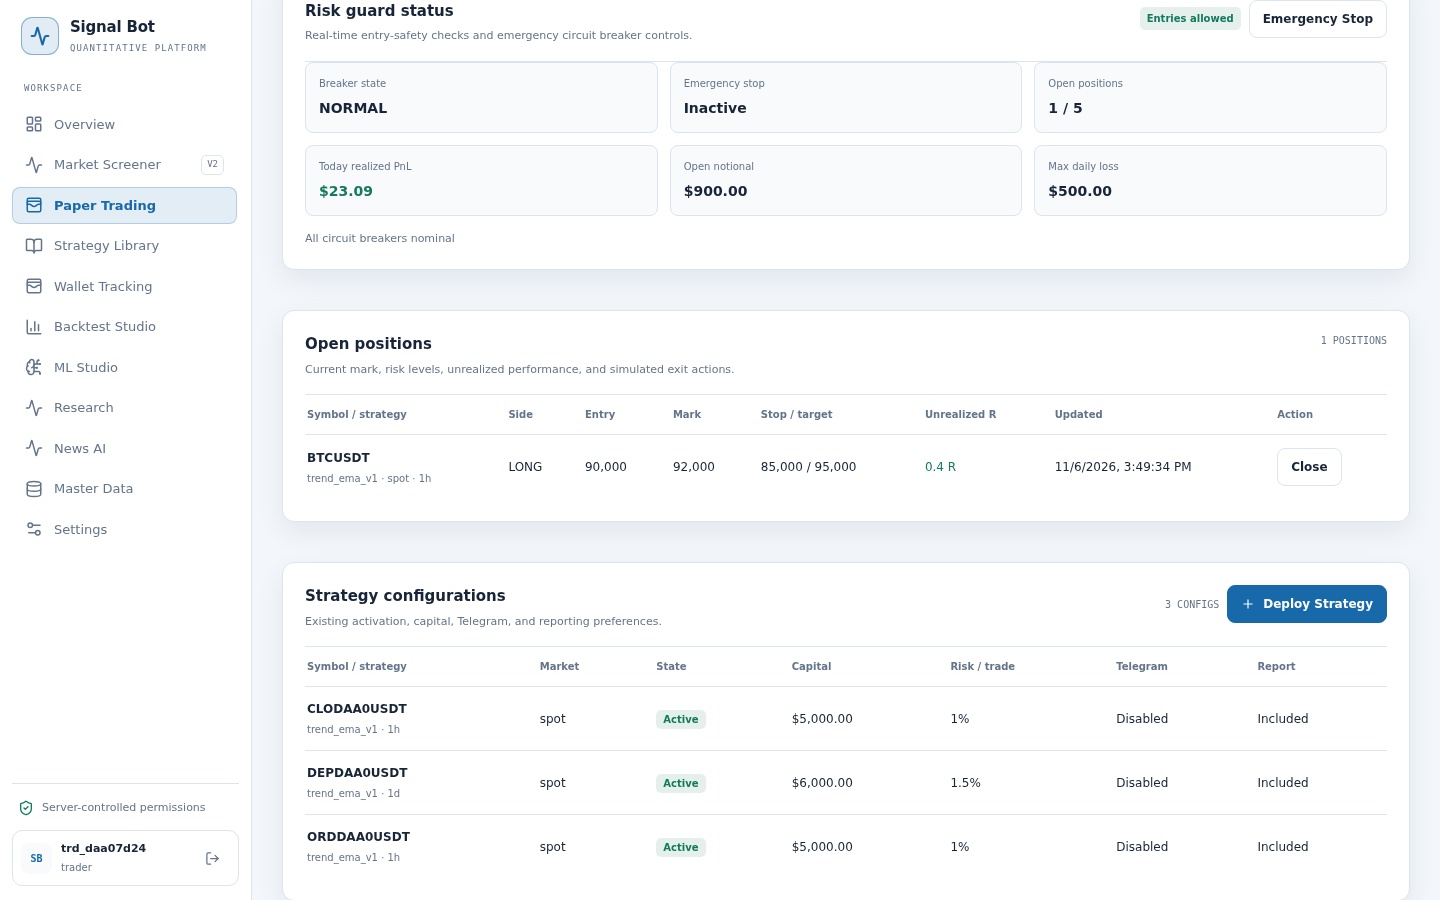 Signal Bot
QUANTITATIVE PLATFORM
WORKSPACE
Overview
Market Screener V2
Paper Trading
Strategy Library
Wallet Tracking
Backtest Studio
ML Studio
Research
News AI
Master Data
Settings
Server-controlled permissions
SB trd_daa07d24
trader
Risk guard status
Real-time entry-safety checks and emergency circuit breaker controls.
Entries allowed Emergency Stop
Breaker state Emergency stop Open positions
NORMAL Inactive 1 / 5
Today realized PnL Open notional Max daily loss
$23.09 $900.00 $500.00
All circuit breakers nominal
Open positions 1 POSITIONS
Current mark, risk levels, unrealized performance, and simulated exit actions.
Symbol / strategy Side Entry Mark Stop / target Unrealized R Updated Action
BTCUSDT LONG 90,000 92,000 85,000 / 95,000 0.4 R 11/6/2026, 3:49:34 PM Close
trend_ema_v1 · spot · 1h
Strategy configurations 3 CONFIGS Deploy Strategy
Existing activation, capital, Telegram, and reporting preferences.
Symbol / strategy Market State Capital Risk / trade Telegram Report
CLODAA0USDT spot Active $5,000.00 1% Disabled Included
trend_ema_v1 · 1h
DEPDAA0USDT spot Active $6,000.00 1.5% Disabled Included
trend_ema_v1 · 1d
ORDDAA0USDT spot Active $5,000.00 1% Disabled Included
trend_ema_v1 · 1h